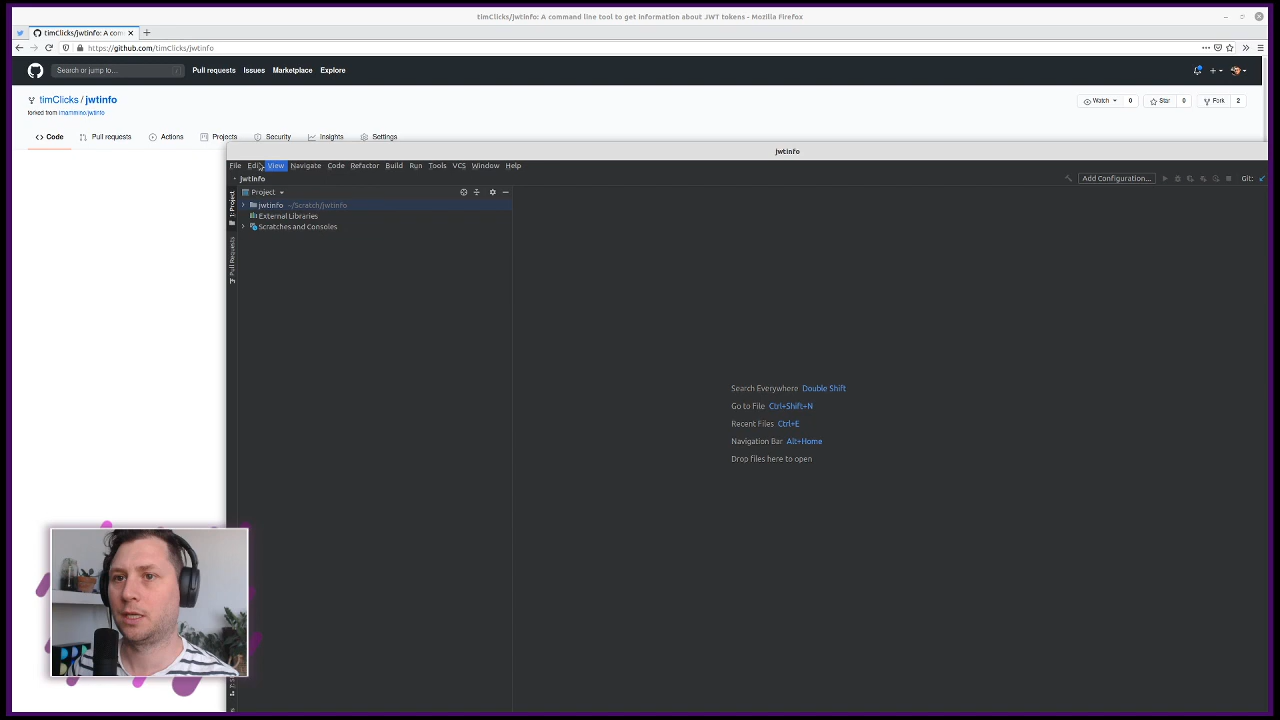 timClicks/jwtinfo: A command line tool to get information about JWT tokens - Mozilla Firefox
timClicks/jwtinfo: A com
https://github.com/timClicks/jwtinfo
Search or jump to...
/
Pull requests
Issues
Marketplace
Explore
timClicks / jwtinfo
forked from lmammino/jwtinfo
Watch
0
Star
0
Fork
2
Code
Pull requests
Actions
Projects
Security
Insights
Settings
jwtinfo
File
Edit
View
Navigate
Code
Refactor
Build
Run
Tools
VCS
Window
Help
jwtinfo
Add Configuration...
Git:
1: Project
Project
jwtinfo ~/Scratch/jwtinfo
External Libraries
Scratches and Consoles
Pull Requests
Search Everywhere Double Shift
Go to File Ctrl+Shift+N
Recent Files Ctrl+E
Navigation Bar Alt+Home
Drop files here to open